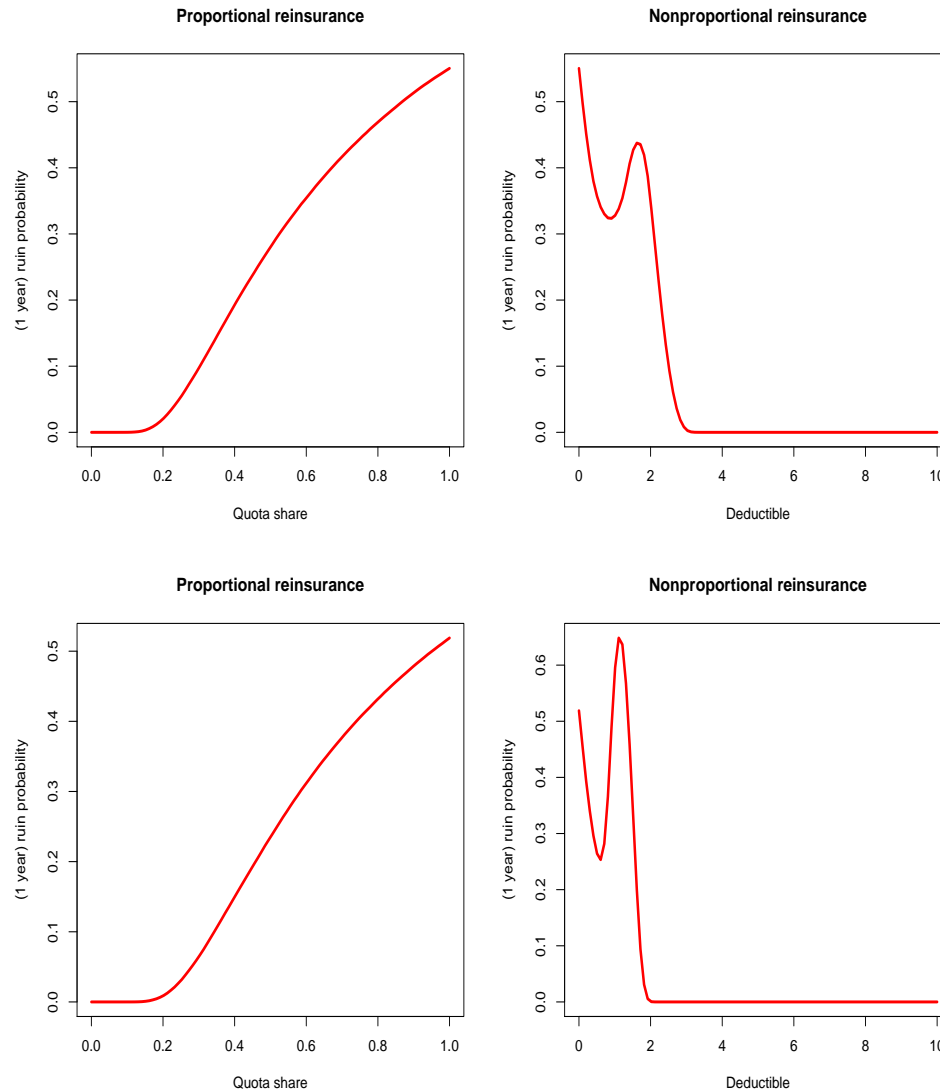 Proportional reinsurance
(1 year) ruin probability
0.0 0.1 0.2 0.3 0.4 0.5
0.0 0.2 0.4 0.6 0.8 1.0
Quota share
Nonproportional reinsurance
(1 year) ruin probability
0.0 0.1 0.2 0.3 0.4 0.5
0 2 4 6 8 10
Deductible
Proportional reinsurance
(1 year) ruin probability
0.0 0.1 0.2 0.3 0.4 0.5
0.0 0.2 0.4 0.6 0.8 1.0
Quota share
Nonproportional reinsurance
(1 year) ruin probability
0.0 0.1 0.2 0.3 0.4 0.5 0.6
0 2 4 6 8 10
Deductible